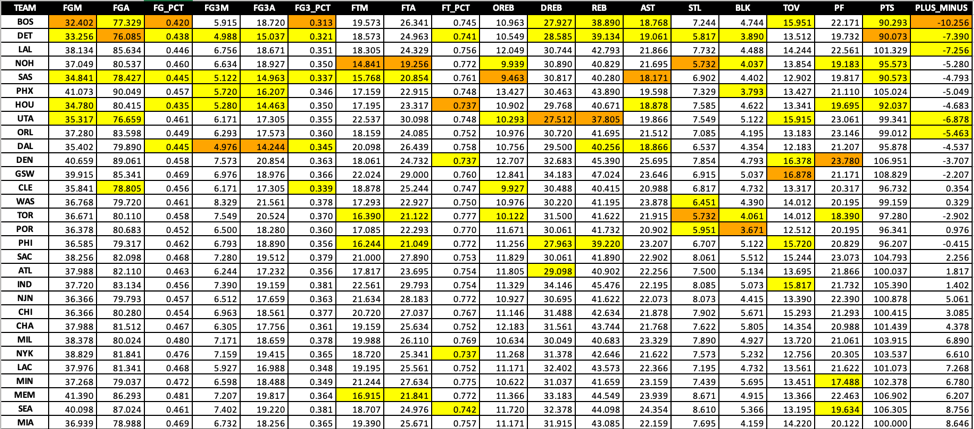 TEAM FGM FGA FG_PCT FG3M FG3A FG3_PCT FTM FTA FT_PCT OREB DREB REB AST STL BLK TOV PF PTS PLUS_MINUS
BOS 32.402 77.329 0.420 5.915 18.720 0.313 19.573 26.341 0.745 10.963 27.927 38.890 18.768 7.244 4.744 15.951 22.171 90.293 -10.256
DET 33.256 76.085 0.438 4.988 15.037 0.321 18.573 24.963 0.741 10.549 28.585 39.134 19.061 5.817 3.890 13.512 19.732 90.073 -7.390
LAL 38.134 85.634 0.446 6.756 18.671 0.351 18.305 24.329 0.756 12.049 30.744 42.793 21.866 7.732 4.488 14.244 22.561 101.329 -7.256
NOH 37.049 80.537 0.460 6.634 18.927 0.350 14.841 19.256 0.772 9.939 30.890 40.829 21.695 5.732 4.037 13.854 19.183 95.573 -5.280
SAS 34.841 78.427 0.445 5.122 14.963 0.337 15.768 20.854 0.761 9.463 30.817 40.280 18.171 6.902 4.402 12.902 19.817 90.573 -4.793
PHX 41.073 90.049 0.457 5.720 16.207 0.346 17.159 22.915 0.748 13.427 30.463 43.890 19.598 7.329 3.793 13.427 21.110 105.024 -5.049
HOU 34.780 80.415 0.435 5.280 14.463 0.350 17.195 23.317 0.737 10.902 29.768 40.671 18.878 7.585 4.622 13.341 19.695 92.037 -4.683
UTA 35.317 76.659 0.461 6.171 17.305 0.355 22.537 30.098 0.748 10.293 27.512 37.805 19.866 7.549 5.122 15.915 23.061 99.341 -6.878
ORL 37.280 83.598 0.449 6.293 17.573 0.360 18.159 24.085 0.752 10.976 30.720 41.695 21.512 7.085 4.195 13.183 23.146 99.012 -5.463
DAL 35.402 79.890 0.445 4.976 14.244 0.345 20.098 26.439 0.758 10.756 29.500 40.256 18.866 6.537 4.354 12.183 21.207 95.878 -4.537
DEN 40.659 89.061 0.458 7.573 20.854 0.363 18.061 24.732 0.737 12.707 32.683 45.390 25.695 7.854 4.793 16.378 23.780 106.951 -3.707
GSW 39.915 85.341 0.469 6.976 18.976 0.366 22.024 29.000 0.760 12.841 34.183 47.024 23.646 6.915 5.037 16.878 21.171 108.829 -2.207
CLE 35.841 78.805 0.456 6.171 17.305 0.339 18.878 25.244 0.747 9.927 30.488 40.415 20.988 6.817 4.732 13.317 20.317 96.732 0.354
WAS 36.768 79.720 0.461 8.329 21.561 0.378 17.293 22.927 0.750 10.976 30.220 41.195 23.878 6.451 4.390 14.012 20.195 99.159 0.329
TOR 36.671 80.110 0.458 7.549 20.524 0.370 16.390 21.122 0.777 10.122 31.500 41.622 21.915 5.732 4.061 14.012 18.390 97.280 -2.902
POR 36.378 80.683 0.452 6.500 18.280 0.360 17.085 22.293 0.770 11.671 30.061 41.732 20.902 5.951 3.671 12.512 20.195 96.341 0.976
PHI 36.585 79.317 0.462 6.793 18.890 0.356 16.244 21.049 0.772 11.256 27.963 39.220 23.207 6.707 5.122 15.720 20.829 96.207 -0.415
SAC 38.256 82.098 0.468 7.280 19.512 0.379 21.000 27.890 0.753 11.829 30.061 41.890 22.902 8.061 5.512 15.244 23.073 104.793 2.256
ATL 37.988 82.110 0.463 6.244 17.232 0.356 17.817 23.695 0.754 11.805 29.098 40.902 22.256 7.500 5.134 13.695 21.866 100.037 1.817
IND 37.720 83.134 0.456 7.390 19.159 0.381 22.561 29.793 0.754 11.329 34.146 45.476 22.195 8.085 5.073 15.817 21.732 105.390 1.402
NJN 36.366 79.793 0.457 6.512 17.659 0.363 21.634 28.183 0.772 10.927 30.695 41.622 22.073 8.073 4.415 13.390 22.390 100.878 5.061
CHI 36.366 80.280 0.454 6.963 18.561 0.377 20.720 27.037 0.767 11.146 31.488 42.634 21.878 7.902 5.671 15.293 21.293 100.415 3.085
CHA 37.988 81.512 0.467 6.305 17.756 0.361 19.159 25.634 0.752 12.183 31.561 43.744 21.768 7.622 5.805 14.354 20.988 101.439 4.378
MIL 38.378 80.024 0.480 7.171 18.659 0.378 19.988 26.110 0.769 10.634 30.049 40.683 23.329 7.890 4.927 13.720 21.061 103.915 6.890
NYK 38.829 81.841 0.476 7.159 19.415 0.365 18.720 25.341 0.737 11.268 31.378 42.646 21.622 7.573 5.232 12.756 20.305 103.537 6.610
LAC 37.976 81.341 0.468 5.927 16.988 0.348 19.195 25.561 0.752 11.171 32.402 43.573 22.366 7.195 4.732 13.561 21.622 101.073 7.268
MIN 37.268 79.037 0.472 6.598 18.488 0.349 21.244 27.634 0.775 10.622 31.037 41.659 23.159 7.439 5.695 13.451 17.488 102.378 6.780
MEM 41.390 86.293 0.481 7.207 19.817 0.364 16.915 21.841 0.772 11.366 33.183 44.549 23.939 8.671 4.915 13.366 22.463 106.902 6.207
SEA 40.098 87.024 0.461 7.402 19.220 0.381 18.707 24.976 0.742 11.720 32.378 44.098 24.354 8.610 5.366 13.195 19.634 106.305 8.756
MIA 36.939 78.988 0.469 6.732 18.256 0.365 19.390 25.671 0.757 11.171 31.915 43.085 22.159 7.695 4.159 14.220 20.122 100.000 8.646